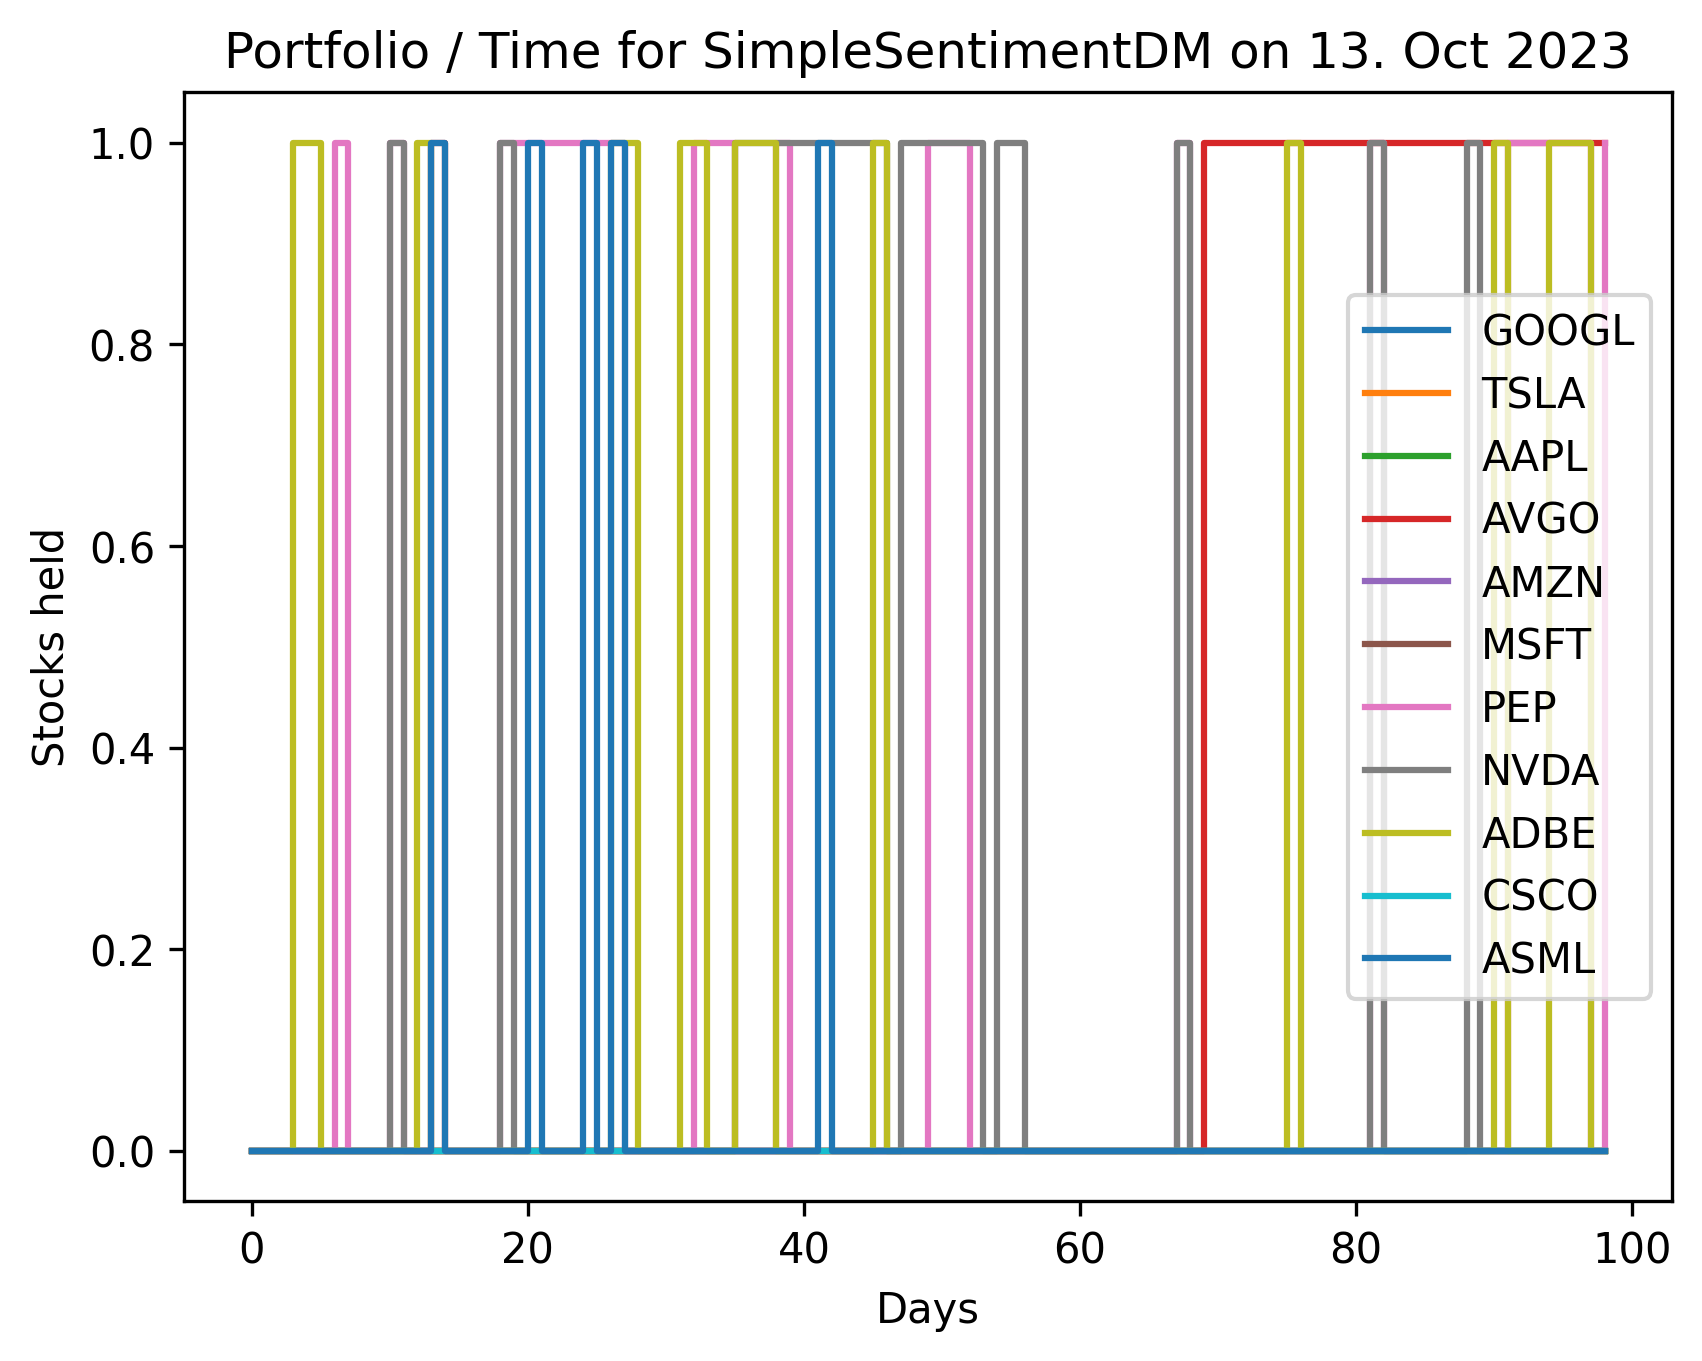 Portfolio / Time for SimpleSentimentDM on 13. Oct 2023
1.0
0.8
0.6
0.4
0.2
0.0
Stocks held
GOOGL
TSLA
AAPL
AVGO
AMZN
MSFT
PEP
NVDA
ADBE
CSCO
ASML
0 20 40 60 80 100
Days